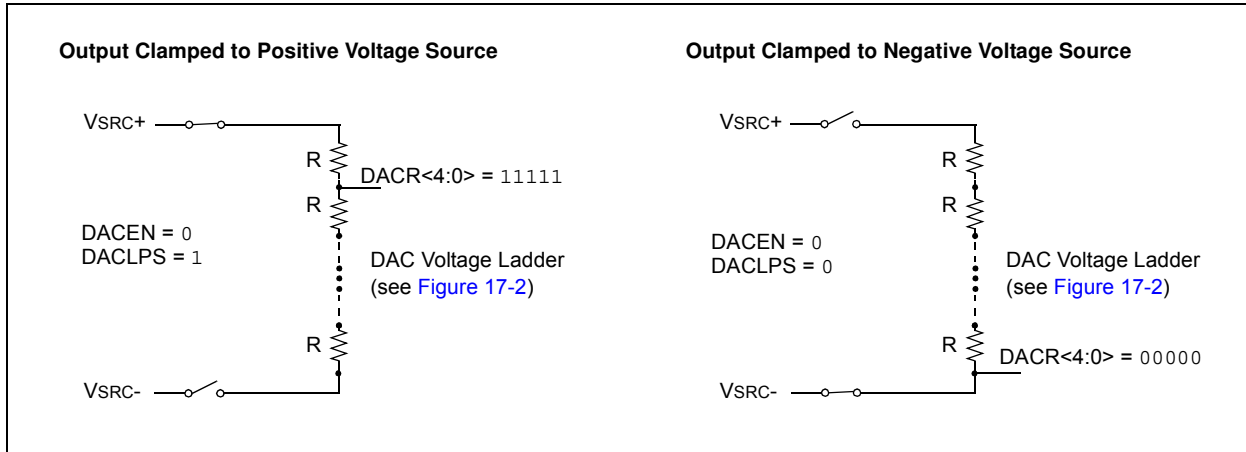 Output Clamped to Positive Voltage Source
VSRC+
R
DACR<4:0> = 11111
R
DACEN = 0
DACLPS = 1
DAC Voltage Ladder
(see Figure 17-2)
R
VSRC-
Output Clamped to Negative Voltage Source
VSRC+
R
R
DACEN = 0
DACLPS = 0
DAC Voltage Ladder
(see Figure 17-2)
R
DACR<4:0> = 00000
VSRC-